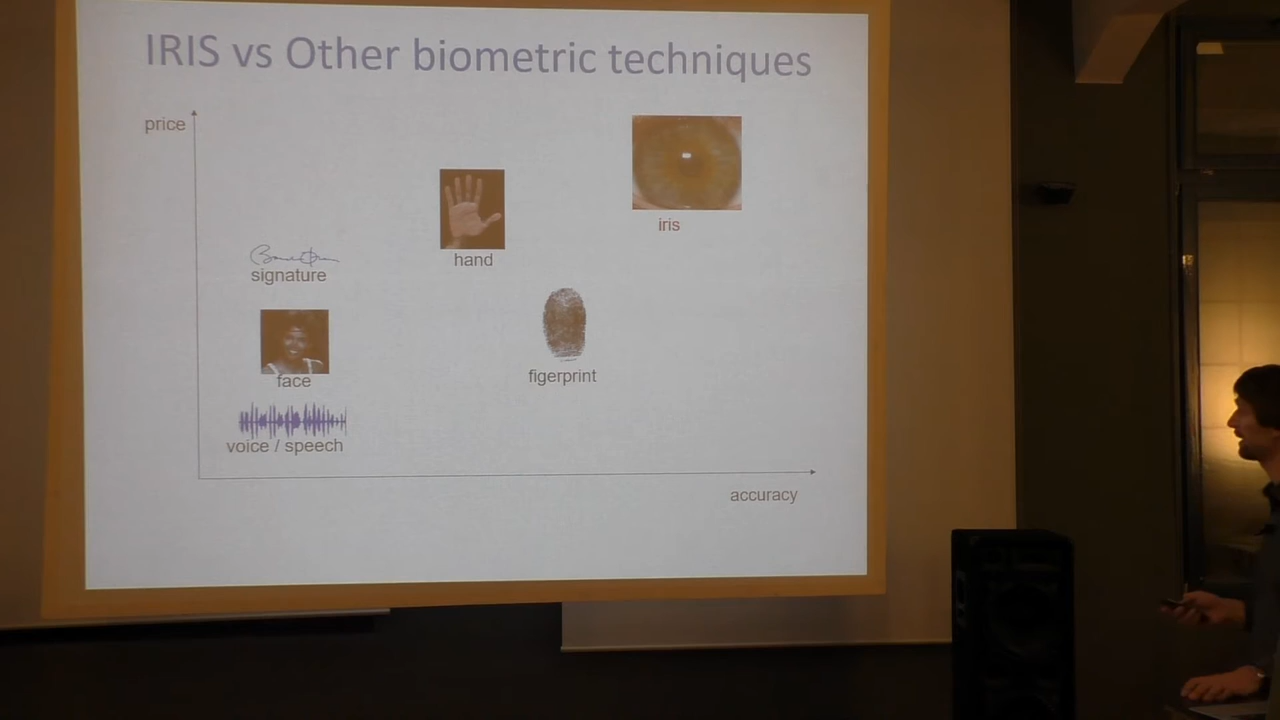 IRIS vs Other biometric techniques
price
iris
hand
signature
figerprint
face
voice / speech
accuracy